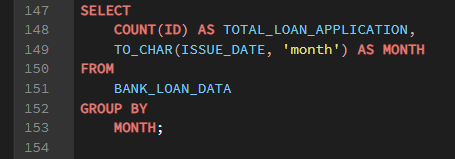 147 SELECT
148 COUNT(ID) AS TOTAL_LOAN_APPLICATION,
149 TO_CHAR(ISSUE_DATE, 'month') AS MONTH
150 FROM
151 BANK_LOAN_DATA
152 GROUP BY
153 MONTH;
154